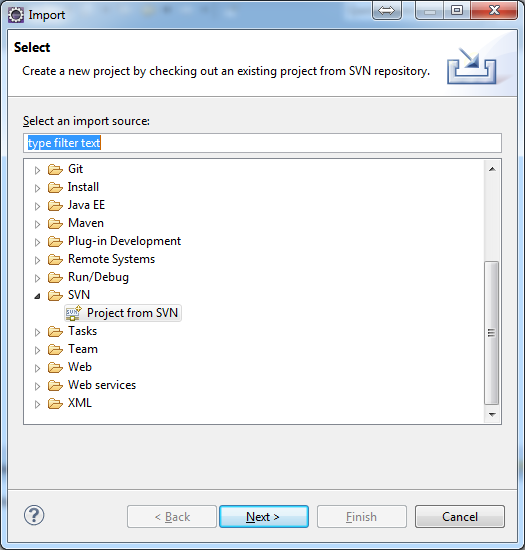 Import
Select
Create a new project by checking out an existing project from SVN repository.
Select an import source:
type filter text
Git
Install
Java EE
Maven
Plug-in Development
Remote Systems
Run/Debug
SVN
Project from SVN
Tasks
Team
Web
Web services
XML
? < Back Next > Finish Cancel